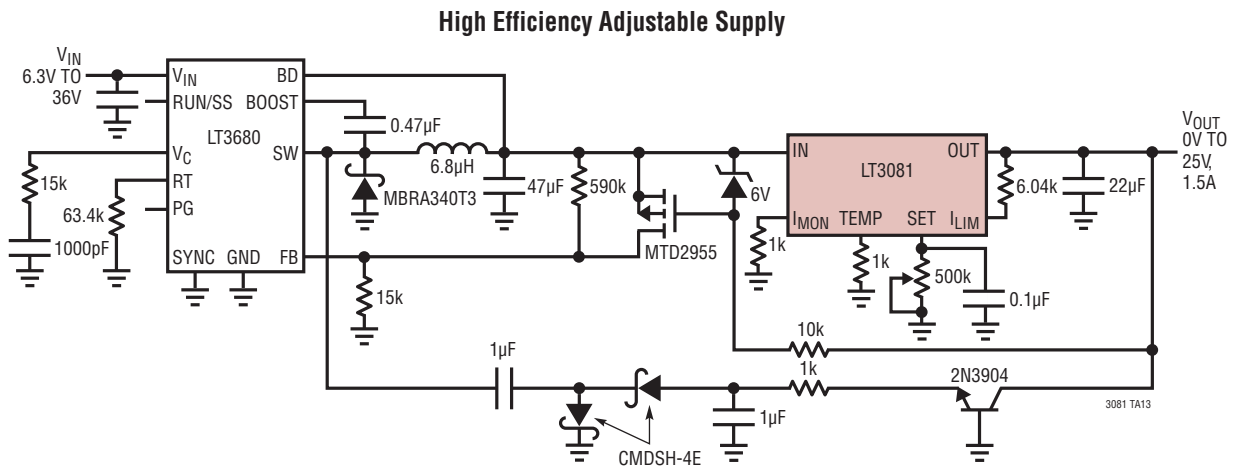 High Efficiency Adjustable Supply
V_IN
6.3V TO
36V
V_IN
BD
RUN/SS
BOOST
LT3680
V_C
SW
RT
PG
SYNC
GND
FB
15k
63.4k
1000pF
0.47µF
6.8µH
MBRA340T3
47µF
590k
6V
MTD2955
15k
IN
OUT
LT3081
I_MON
TEMP
SET
I_LIM
1k
1k
500k
0.1µF
6.04k
22µF
V_OUT
0V TO
25V,
1.5A
10k
1µF
1k
2N3904
1µF
CMDSH-4E
3081 TA13